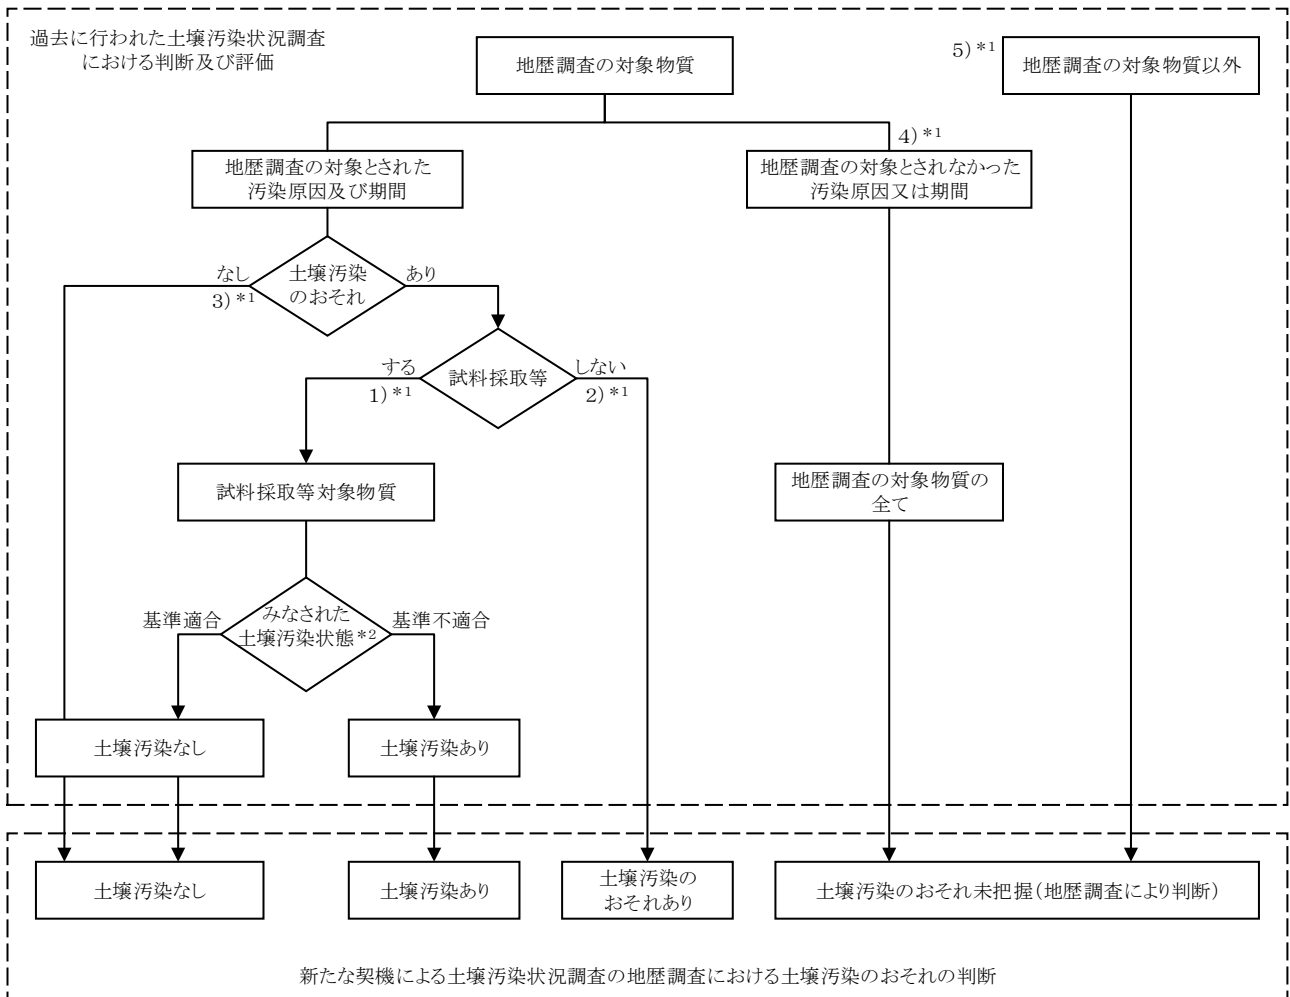 過去に行われた土壌汚染状況調査
における判断及び評価
地歴調査の対象物質
5)*1
地歴調査の対象物質以外
4)*1
地歴調査の対象とされた
汚染原因及び期間
地歴調査の対象とされなかった
汚染原因又は期間
なし
3)*1
土壌汚染
のおそれ
あり
する
1)*1
試料採取等
しない
2)*1
試料採取等対象物質
地歴調査の対象物質の
全て
基準適合
みなされた
土壌汚染状態*2
基準不適合
土壌汚染なし
土壌汚染あり
土壌汚染なし
土壌汚染あり
土壌汚染の
おそれあり
土壌汚染のおそれ未把握(地歴調査により判断)
新たな契機による土壌汚染状況調査の地歴調査における土壌汚染のおそれの判断